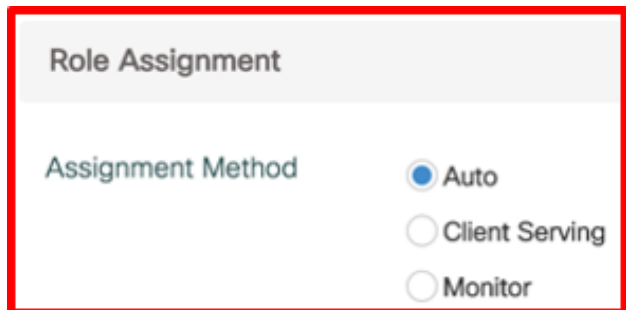 Role Assignment
Assignment Method
Auto
Client Serving
Monitor